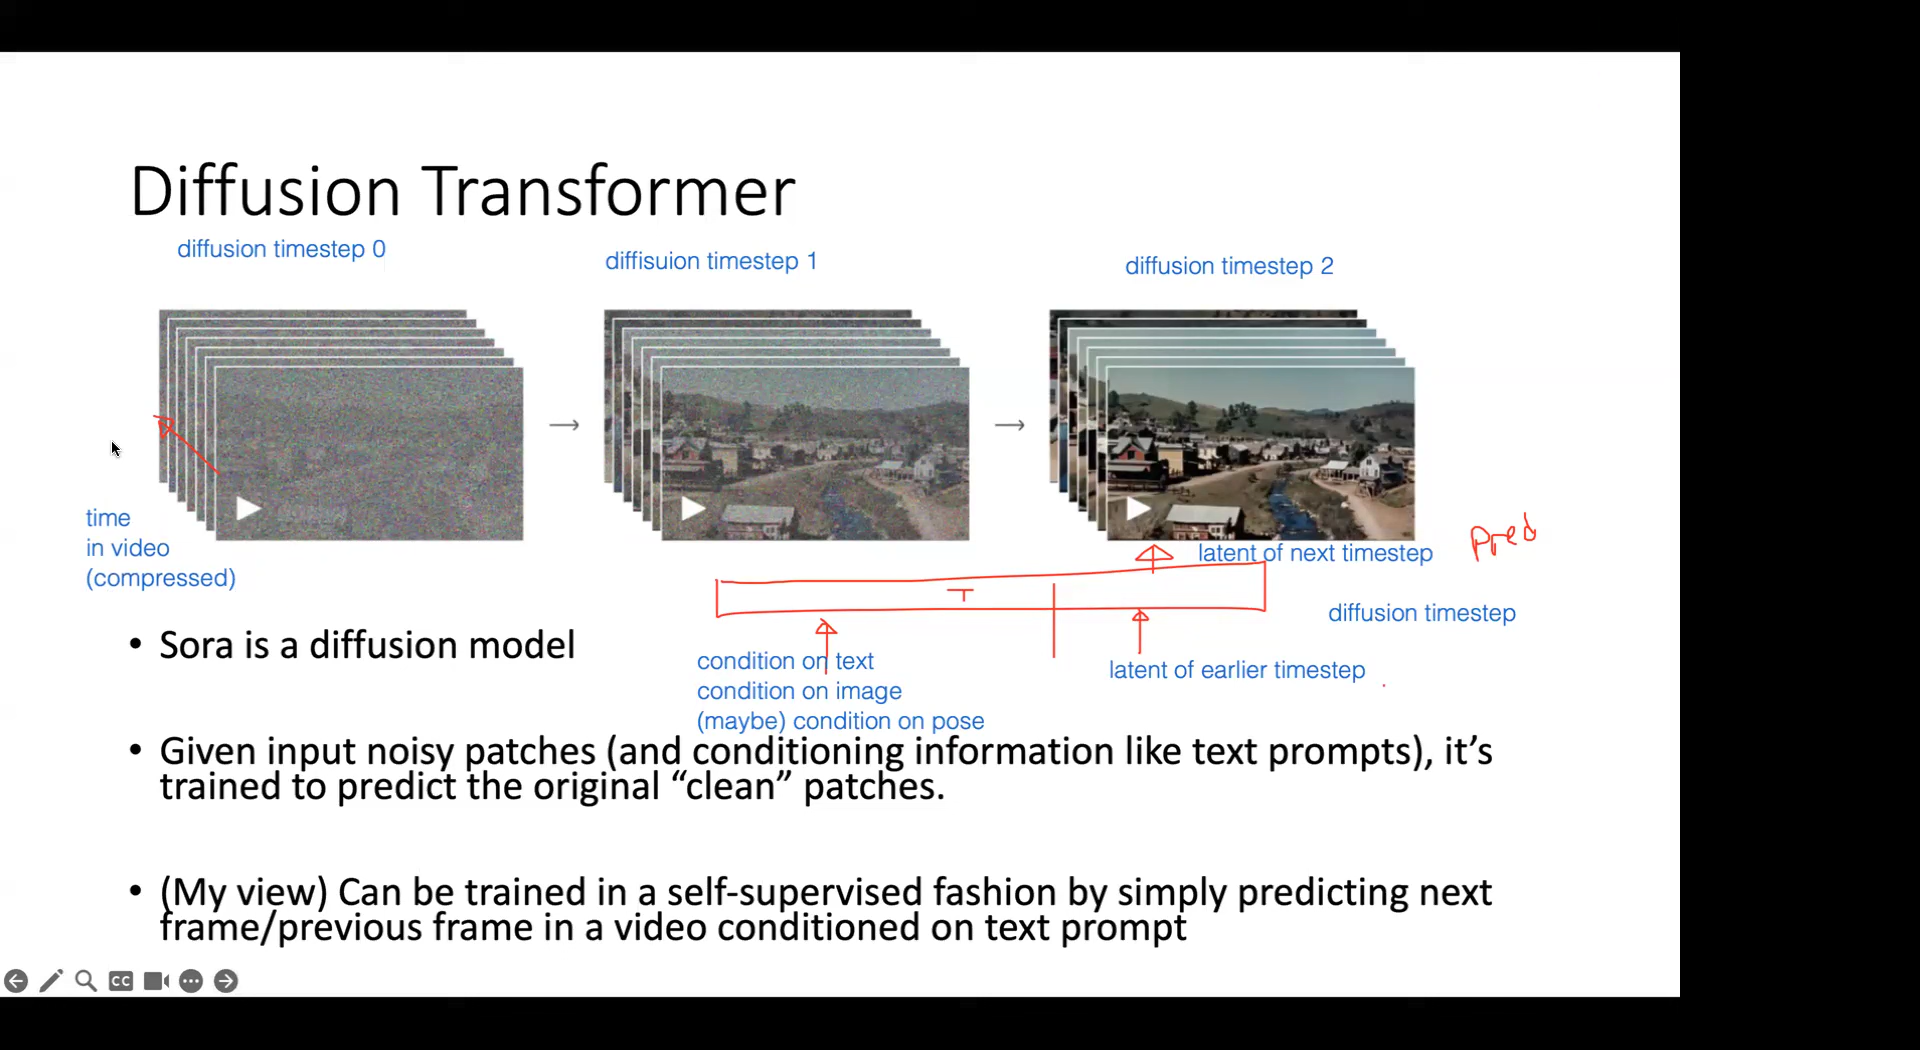 Diffusion Transformer
diffusion timestep 0
diffisuion timestep 1
diffusion timestep 2
time
in video
(compressed)
latent of next timestep
Pred
T
diffusion timestep
condition on text
condition on image
(maybe) condition on pose
latent of earlier timestep
• Sora is a diffusion model
• Given input noisy patches (and conditioning information like text prompts), it’s
trained to predict the original “clean” patches.
• (My view) Can be trained in a self-supervised fashion by simply predicting next
frame/previous frame in a video conditioned on text prompt
CC